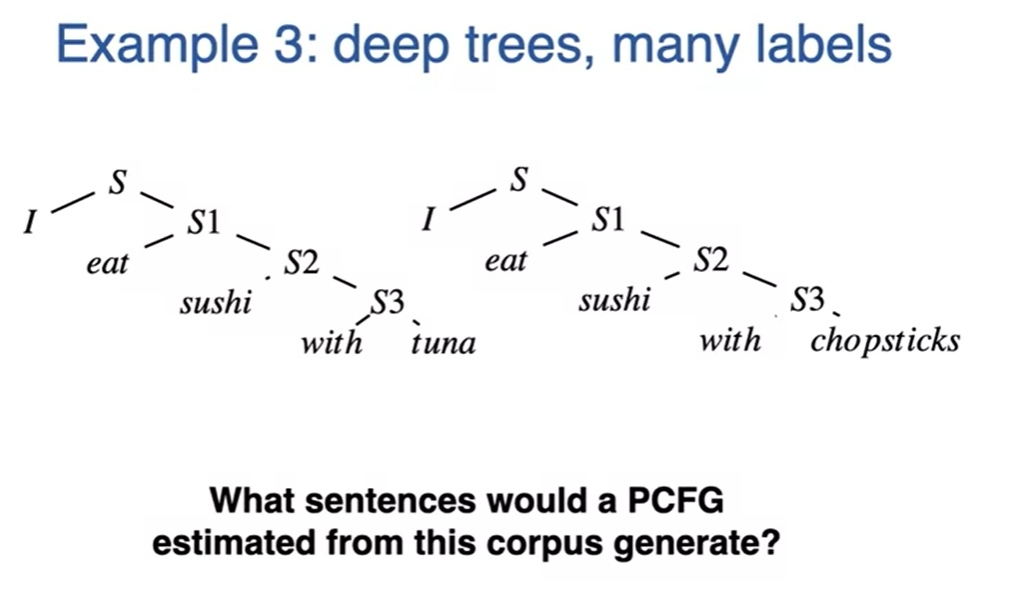 Example 3: deep trees, many labels
S S
I S1 I S1
eat S2 eat S2
sushi S3 sushi S3
with tuna with chopsticks
What sentences would a PCFG
estimated from this corpus generate?